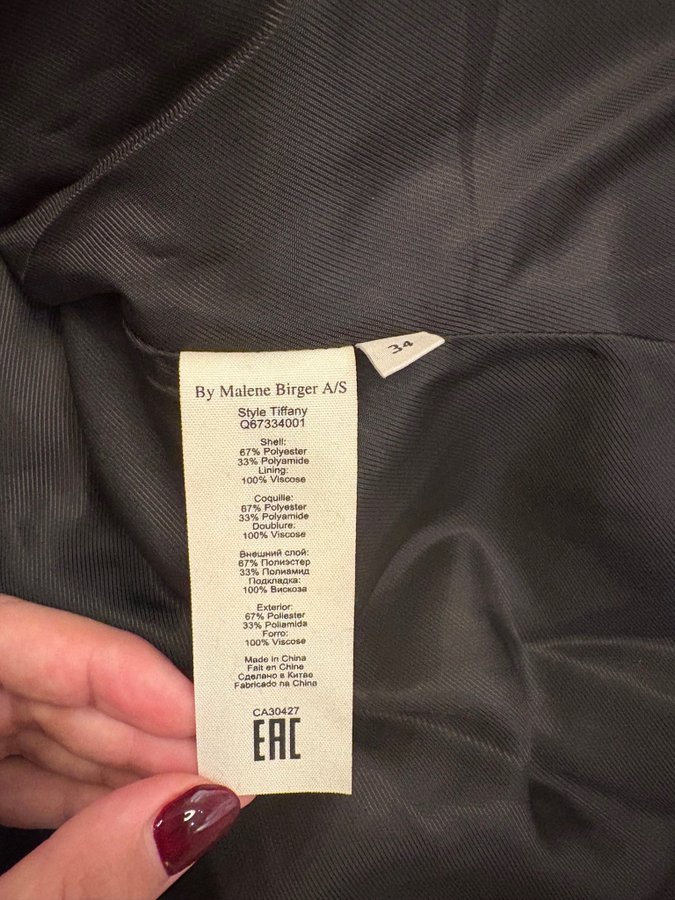 34
By Malene Birger A/S
Style Tiffany
Q67334001
Shell:
67% Polyester
33% Polyamide
Lining:
100% Viscose
Coquille:
67% Polyester
33% Polyamide
Doublure:
100% Viscose
Внешний слой:
67% Полиэстер
33% Полиамид
Подкладка:
100% Вискоза
Exterior:
67% Poliester
33% Poliamida
Forro:
100% Viscose
Made in China
Fait en Chine
Сделано в Китае
Fabricado na China
CA30427
EAC